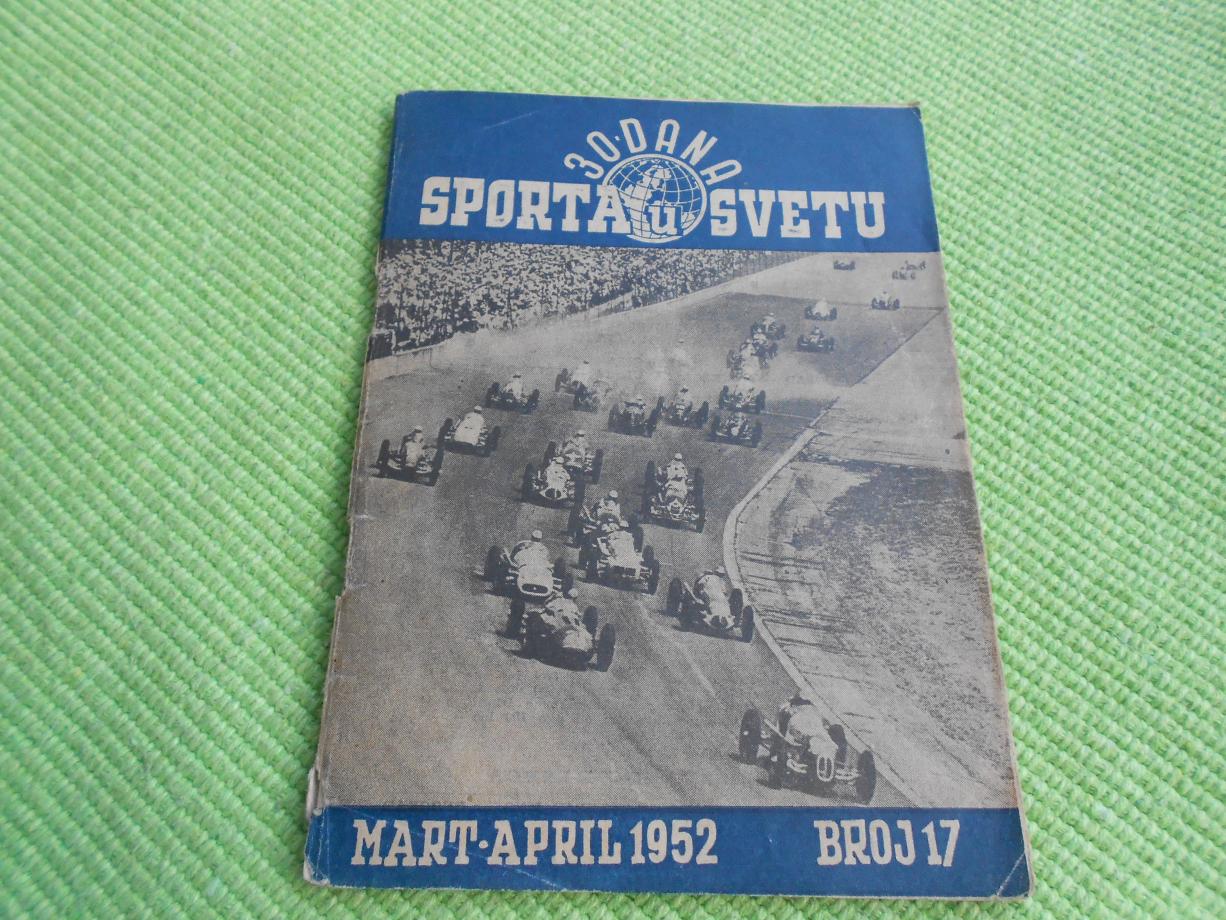 30·DANA
SPORTA u SVETU
MART·APRIL 1952 BROJ 17